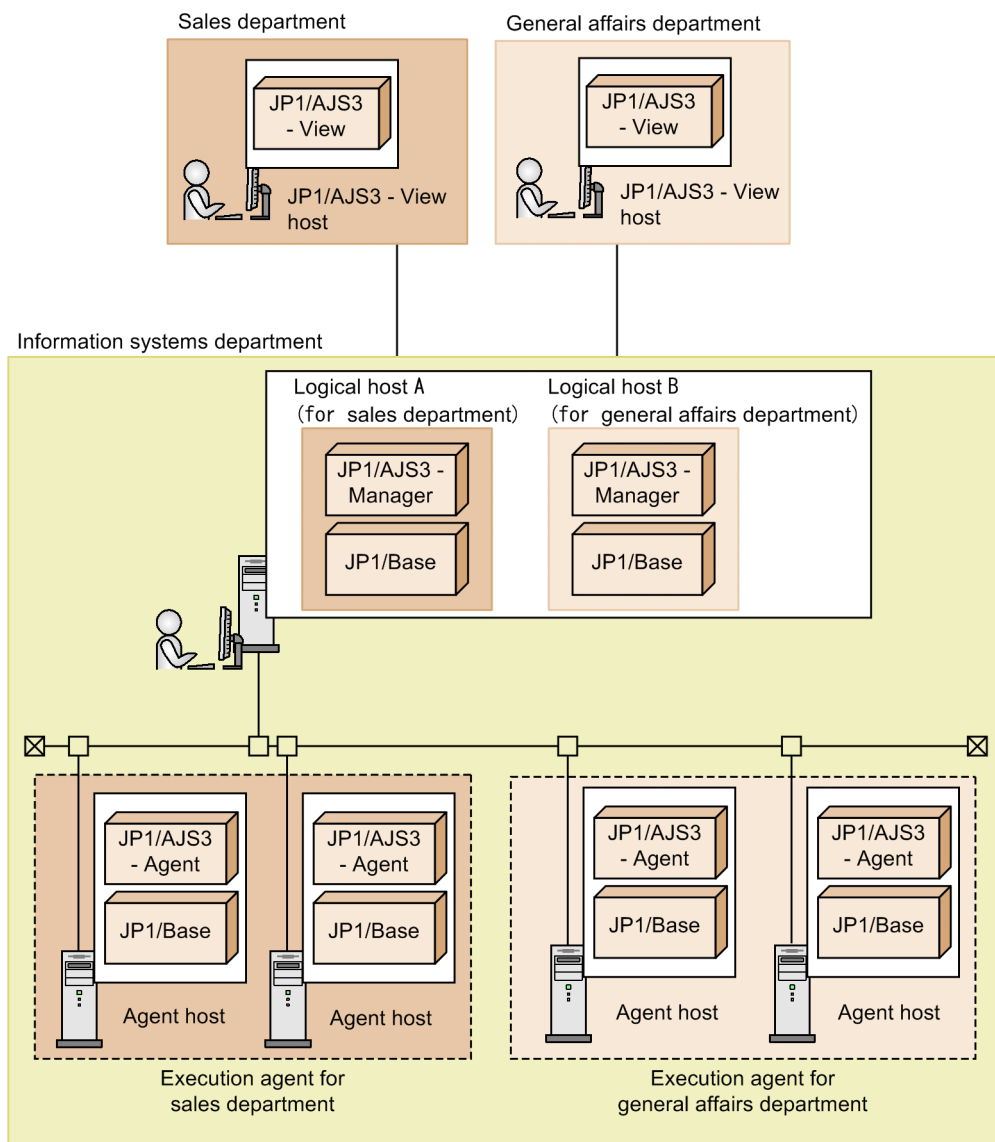 Sales department
General affairs department
JP1/AJS3
- View
JP1/AJS3 - View
host
JP1/AJS3
- View
JP1/AJS3 - View
host
Information systems department
Logical host A
(for sales department)
JP1/AJS3 -
Manager
JP1/Base
Logical host B
(for general affairs department)
JP1/AJS3 -
Manager
JP1/Base
JP1/AJS3
- Agent
JP1/Base
Agent host
JP1/AJS3
- Agent
JP1/Base
Agent host
Execution agent for
sales department
JP1/AJS3
- Agent
JP1/Base
Agent host
JP1/AJS3
- Agent
JP1/Base
Agent host
Execution agent for
general affairs department